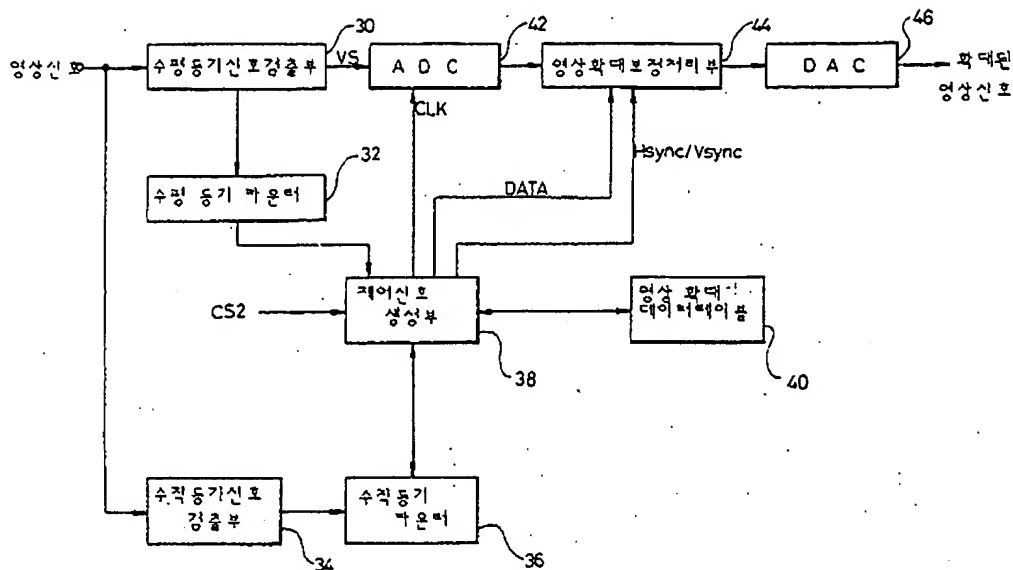 30
42
44
46
영상신호
수평동기신호검출부
VS
ADC
영상확대보정처리부
DAC
확대된
영상신호
CLK
Hsync/Vsync
32
수평 동기 카운터
DATA
CS2
제어신호
생성부
영상 확대
데이터테이블
38
40
수직동기신호
검출부
수직동기
카운터
34
36